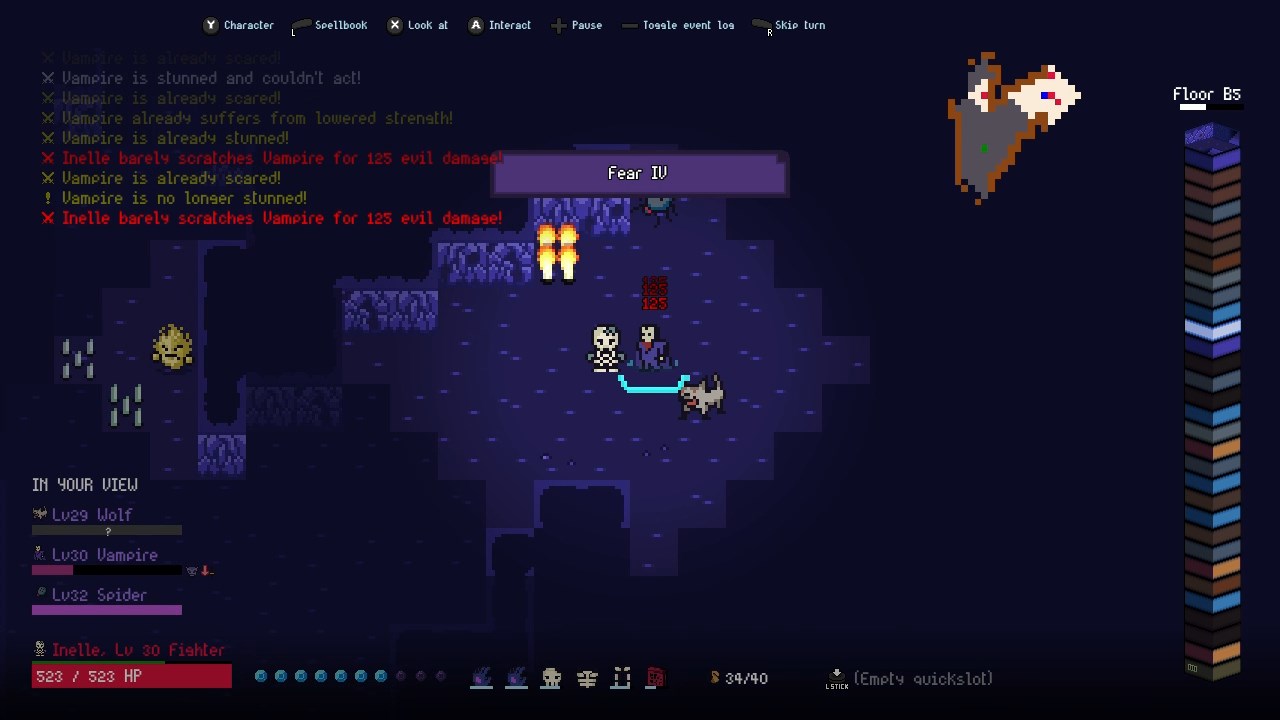 Y Character L Spellbook X Look at A Interact Pause Toggle event log R Skip turn
Vampire is already scared!
Vampire is stunned and couldn't act!
Vampire is already scared!
Vampire already suffers from lowered strength!
Vampire is already stunned!
Inelle barely scratches Vampire for 125 evil damage!
Vampire is already scared!
! Vampire is no longer stunned!
Inelle barely scratches Vampire for 125 evil damage!
Fear IV
Floor B5
125
125
IN YOUR VIEW
Lv29 Wolf
?
Lv30 Vampire
Lv32 Spider
Inelle, Lv 30 Fighter
523 / 523 HP
34/40
LSTICK (Empty quickslot)